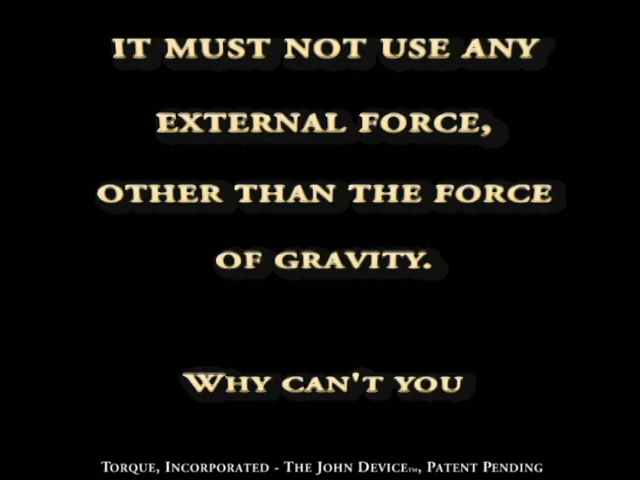 IT MUST NOT USE ANY
EXTERNAL FORCE,
OTHER THAN THE FORCE
OF GRAVITY.
WHY CAN'T YOU
TORQUE, INCORPORATED - THE JOHN DEVICE™, PATENT PENDING